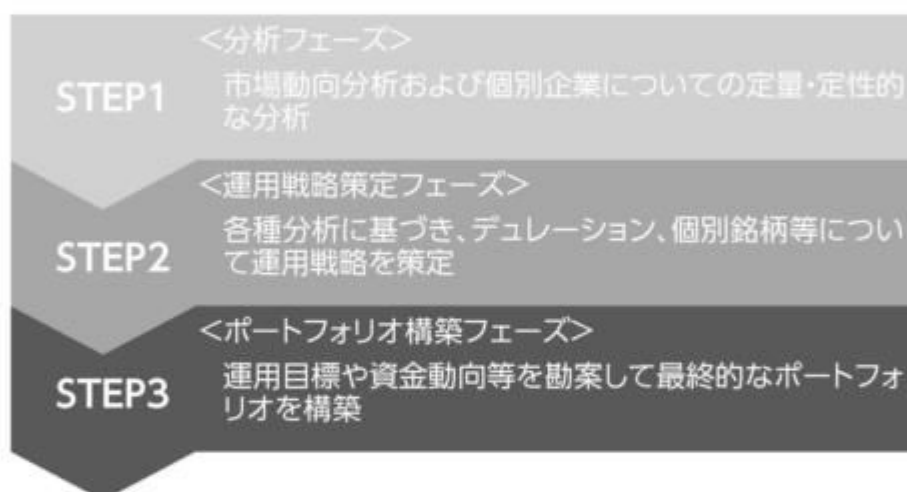 <分析フェーズ>
STEP1
市場動向分析および個別企業についての定量・定性的
な分析
<運用戦略策定フェーズ>
STEP2
各種分析に基づき、デュレーション、個別銘柄等につい
て運用戦略を策定
<ポートフォリオ構築フェーズ>
STEP3
運用目標や資金動向等を勘案して最終的なポートフォ
リオを構築